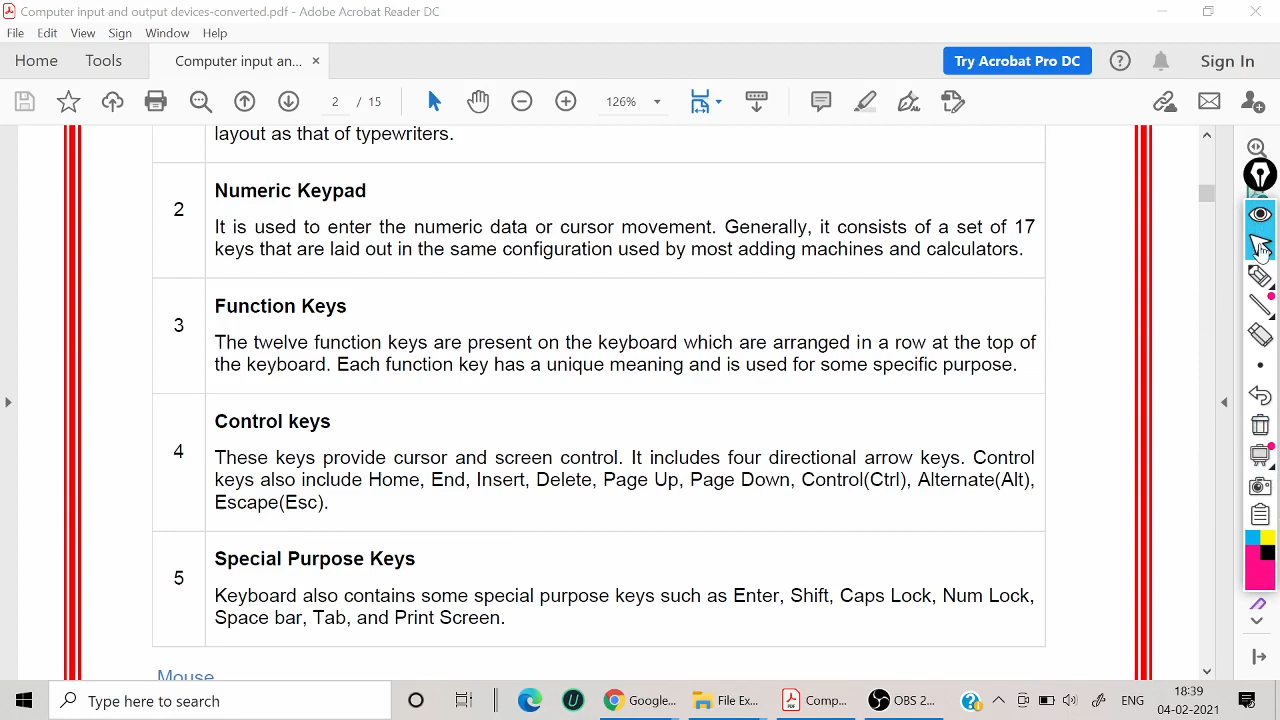 Computer input and output devices-converted.pdf - Adobe Acrobat Reader DC
File Edit View Sign Window Help
Home Tools Computer input an... × Try Acrobat Pro DC Sign In
2 / 15 126%
layout as that of typewriters.
Numeric Keypad
2
It is used to enter the numeric data or cursor movement. Generally, it consists of a set of 17
keys that are laid out in the same configuration used by most adding machines and calculators.
Function Keys
3
The twelve function keys are present on the keyboard which are arranged in a row at the top of
the keyboard. Each function key has a unique meaning and is used for some specific purpose.
Control keys
4
These keys provide cursor and screen control. It includes four directional arrow keys. Control
keys also include Home, End, Insert, Delete, Page Up, Page Down, Control(Ctrl), Alternate(Alt),
Escape(Esc).
Special Purpose Keys
5
Keyboard also contains some special purpose keys such as Enter, Shift, Caps Lock, Num Lock,
Space bar, Tab, and Print Screen.
Mouse
Type here to search Google... File Ex... Comp... OBS 2... ENG 18:39
04-02-2021